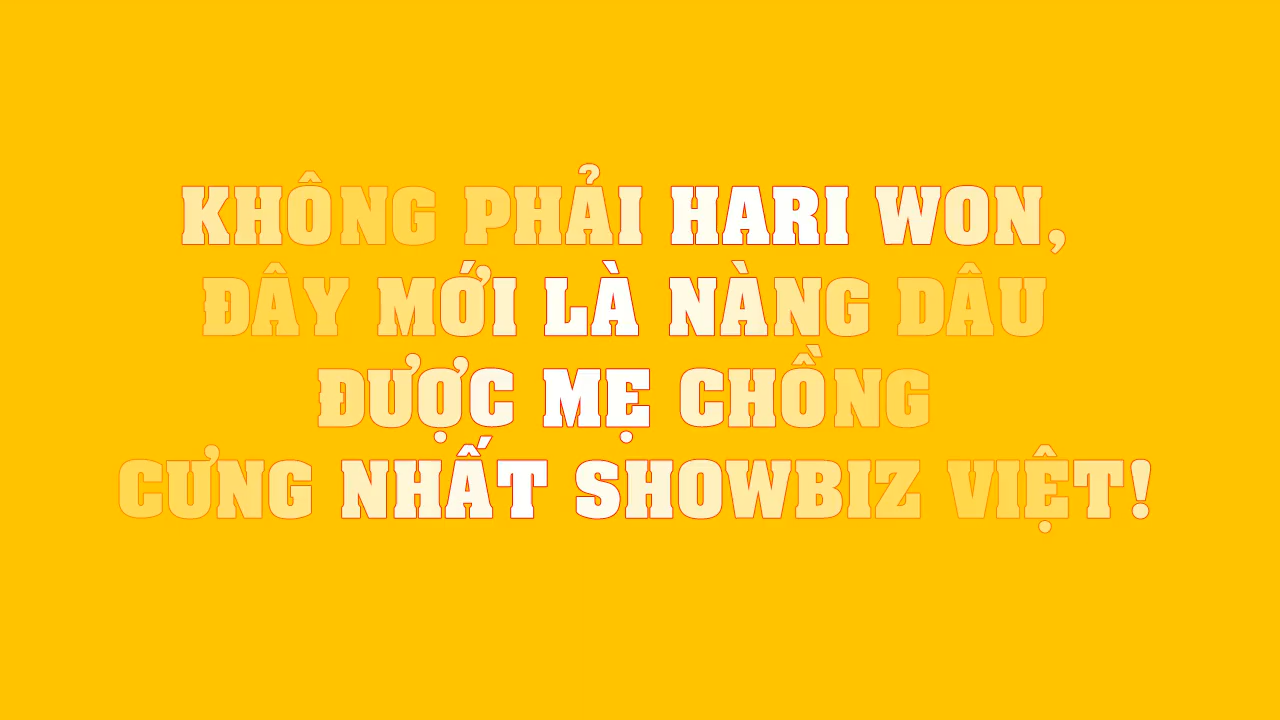 KHÔNG PHẢI HARI WON,
ĐÂY MỚI LÀ NÀNG DÂU
ĐƯỢC MẸ CHỒNG
CƯNG NHẤT SHOWBIZ VIỆT!